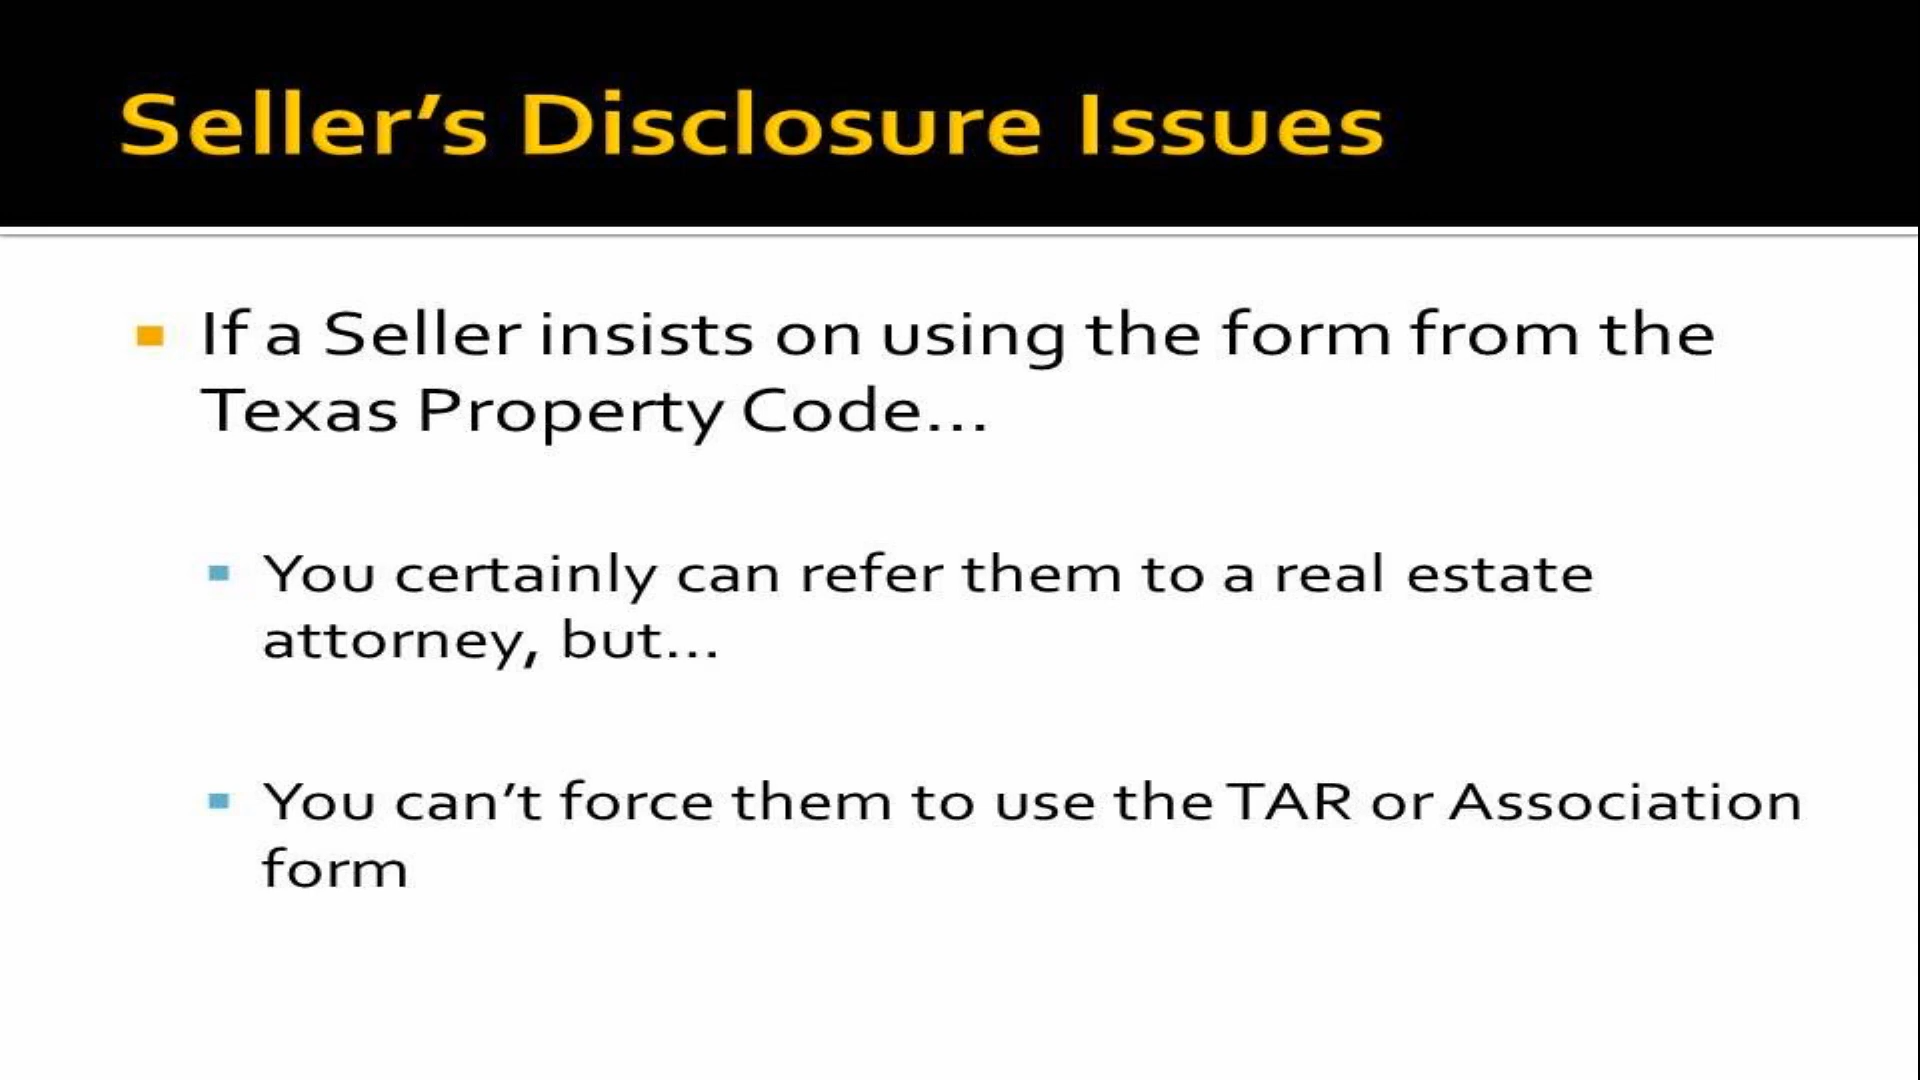 Seller’s Disclosure Issues
If a Seller insists on using the form from the
Texas Property Code...
You certainly can refer them to a real estate
attorney, but...
You can’t force them to use the TAR or Association
form